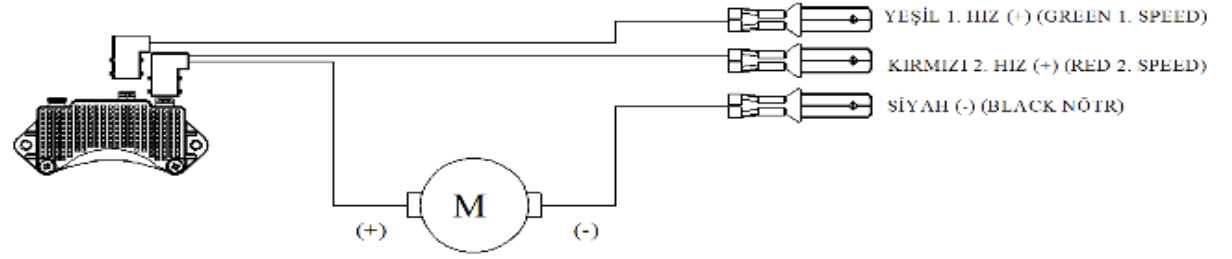 YEŞİL 1. HIZ (+) (GREEN 1. SPEED)
KIRMIZI 2. HIZ (+) (RED 2. SPEED)
SİYAH (-) (BLACK NÖTR)
M
(+) (-)